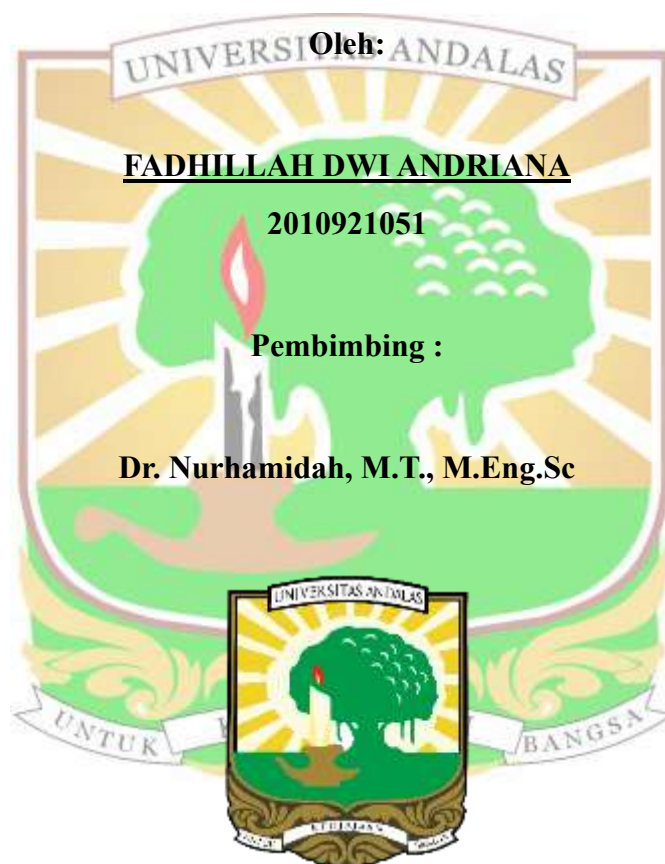 Oleh:
UNIVERSITAS ANDALAS
FADHILLAH DWI ANDRIANA
2010921051
Pembimbing :
Dr. Nurhamidah, M.T., M.Eng.Sc
UNIVERSITAS ANDALAS
UNTUK
BANGSA